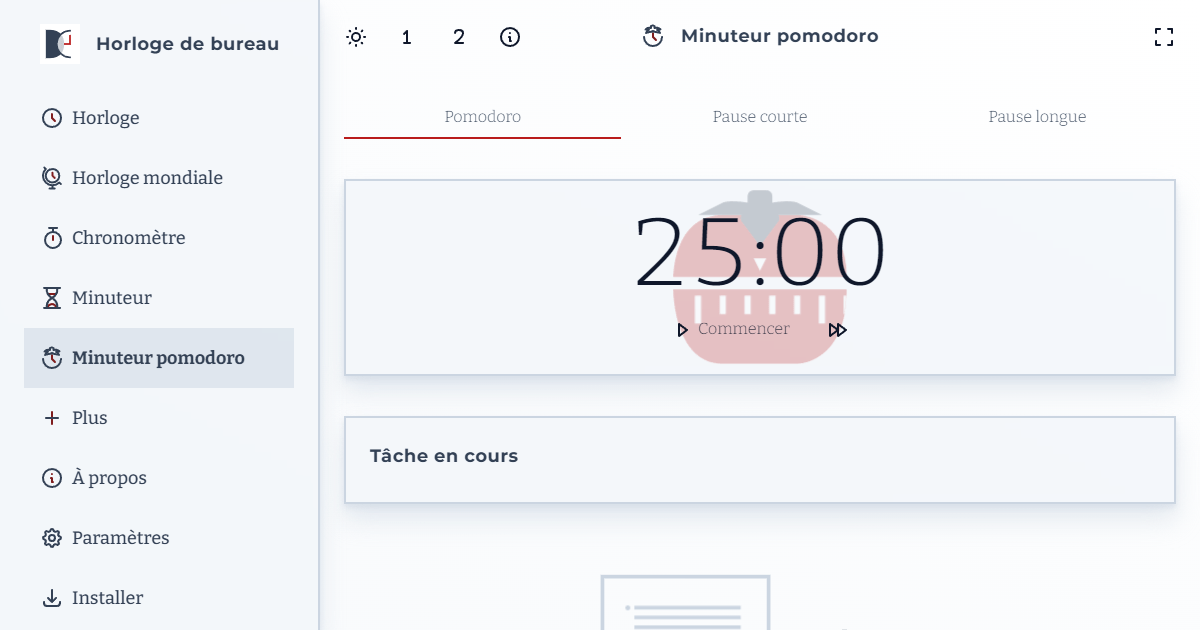 Horloge de bureau
Horloge
Horloge mondiale
Chronomètre
Minuteur
Minuteur pomodoro
Plus
À propos
Paramètres
Installer
1 2
Minuteur pomodoro
Pomodoro Pause courte Pause longue
25:00
Commencer
Tâche en cours